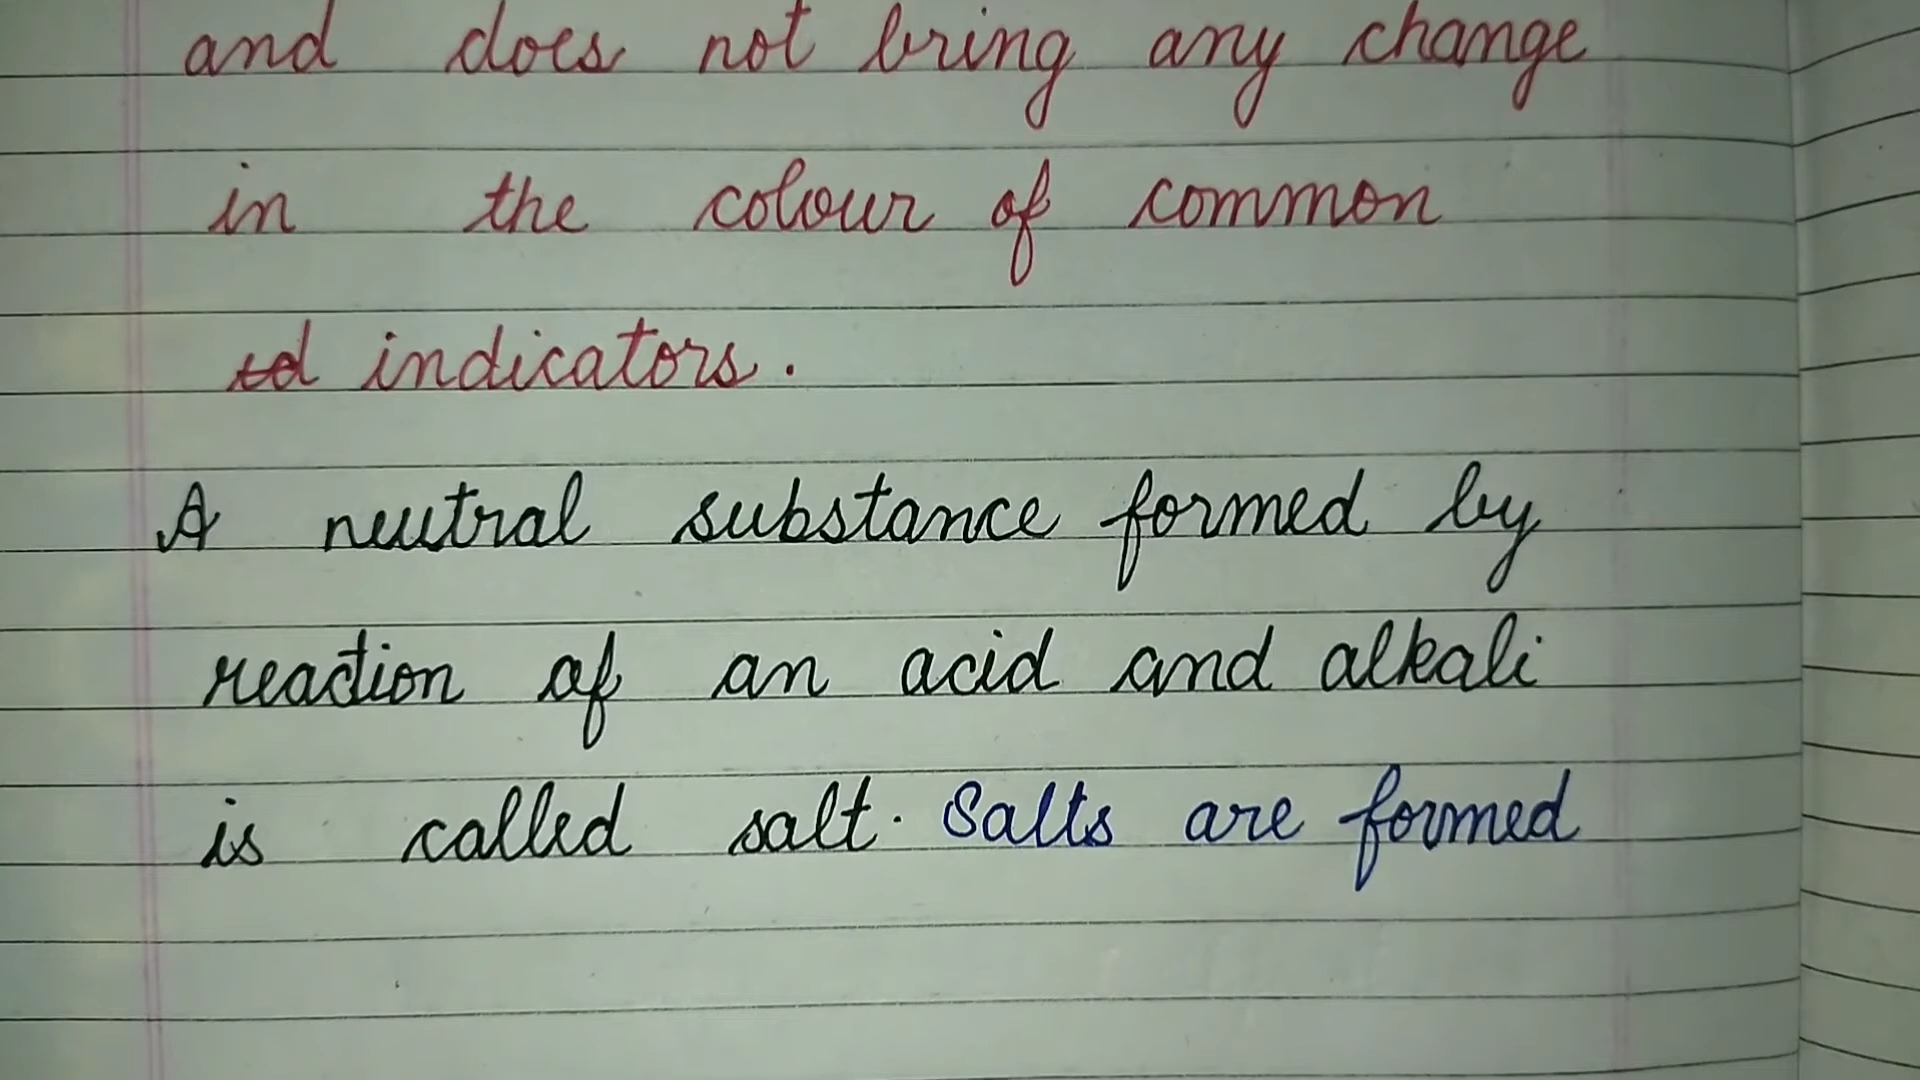 and does not bring any change
in the colour of common
indicators.
A neutral substance formed by
reaction of an acid and alkali
is called salt. Salts are formed